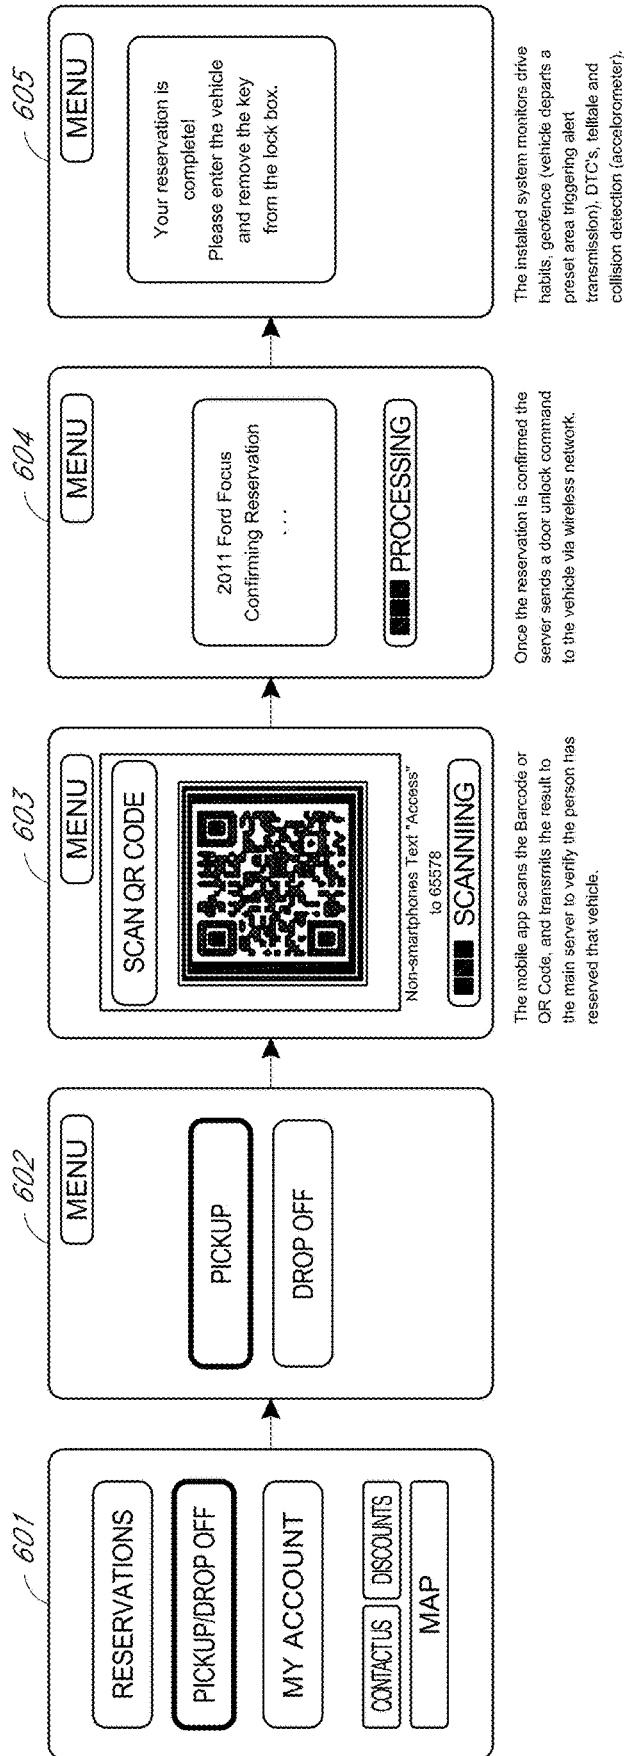 601
RESERVATIONS
PICKUP/DROP OFF
MY ACCOUNT
CONTACT US
DISCOUNTS
MAP
602
MENU
PICKUP
DROP OFF
603
MENU
SCAN QR CODE
Non-smartphones Text "Access"
to 65578
SCANNIING
The mobile app scans the Barcode or
QR Code, and transmits the result to
the main server to verify the person has
reserved that vehicle.
604
MENU
2011 Ford Focus
Confirming Reservation
. . .
PROCESSING
Once the reservation is confirmed the
server sends a door unlock command
to the vehicle via wireless network.
605
MENU
Your reservation is
complete!
Please enter the vehicle
and remove the key
from the lock box.
The installed system monitors drive
habits, geofence (vehicle departs a
preset area triggering alert
transmission), DTC's, telltale and
collision detection (accelorometer).